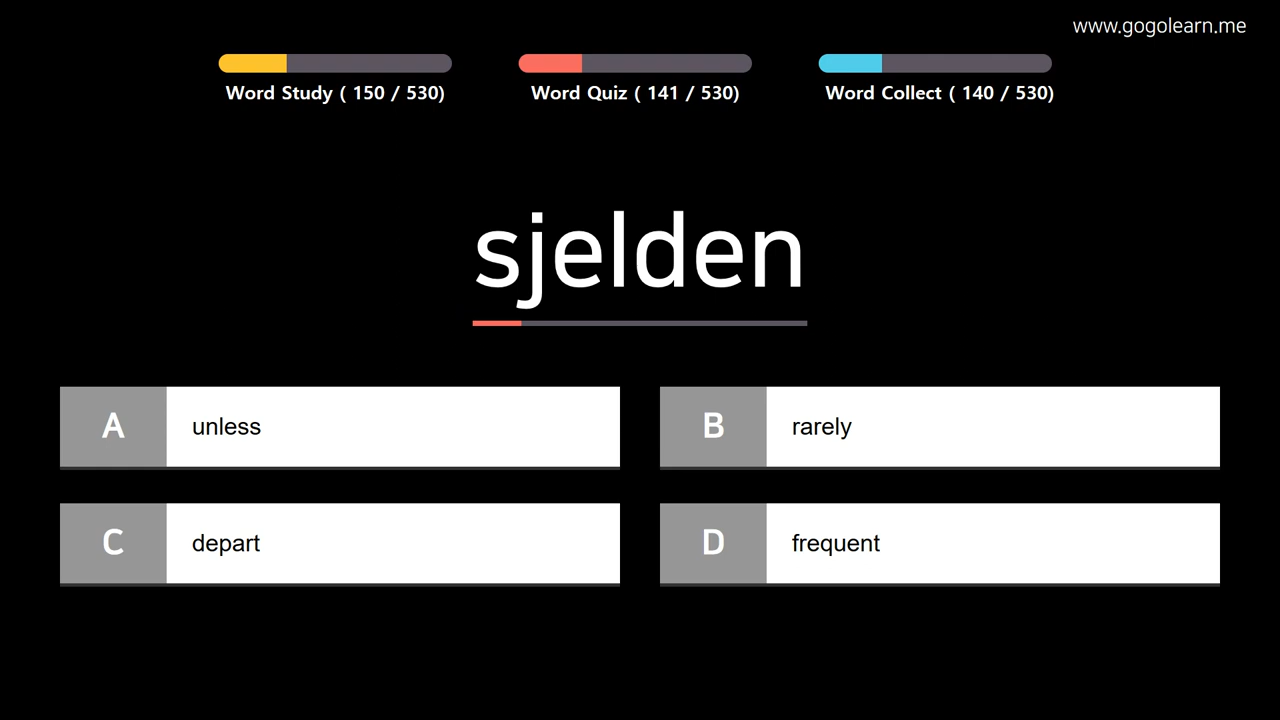 www.gogolearn.me
Word Study ( 150 / 530)
Word Quiz ( 141 / 530)
Word Collect ( 140 / 530)
sjelden
A unless
B rarely
C depart
D frequent